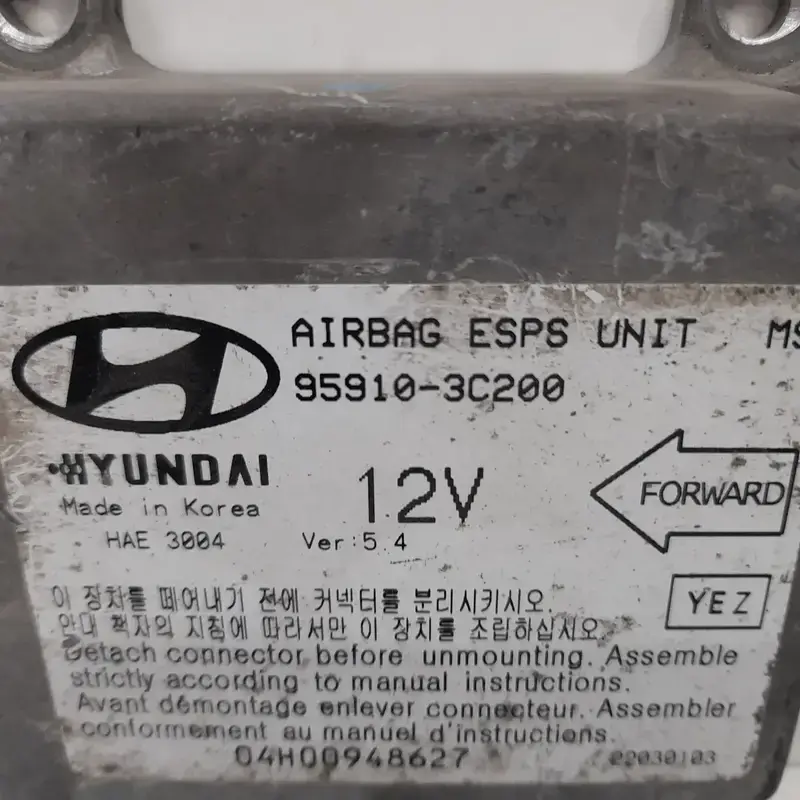 AIRBAG ESPS UNIT MS
95910-3C200
HYUNDAI
12V
FORWARD
Made in Korea
HAE 3004
Ver:5.4
이 장치를 떼어내기 전에 커넥터를 분리시키시오.
YEZ
안내 책자의 지침에 따라서만 이 장치를 조립하십시오.
Detach connector before unmounting. Assemble
strictly according to manual instructions.
Avant démontage enlever connecteur. Assembler
conformement au manuel d'instructions.
04H00948627
02030103